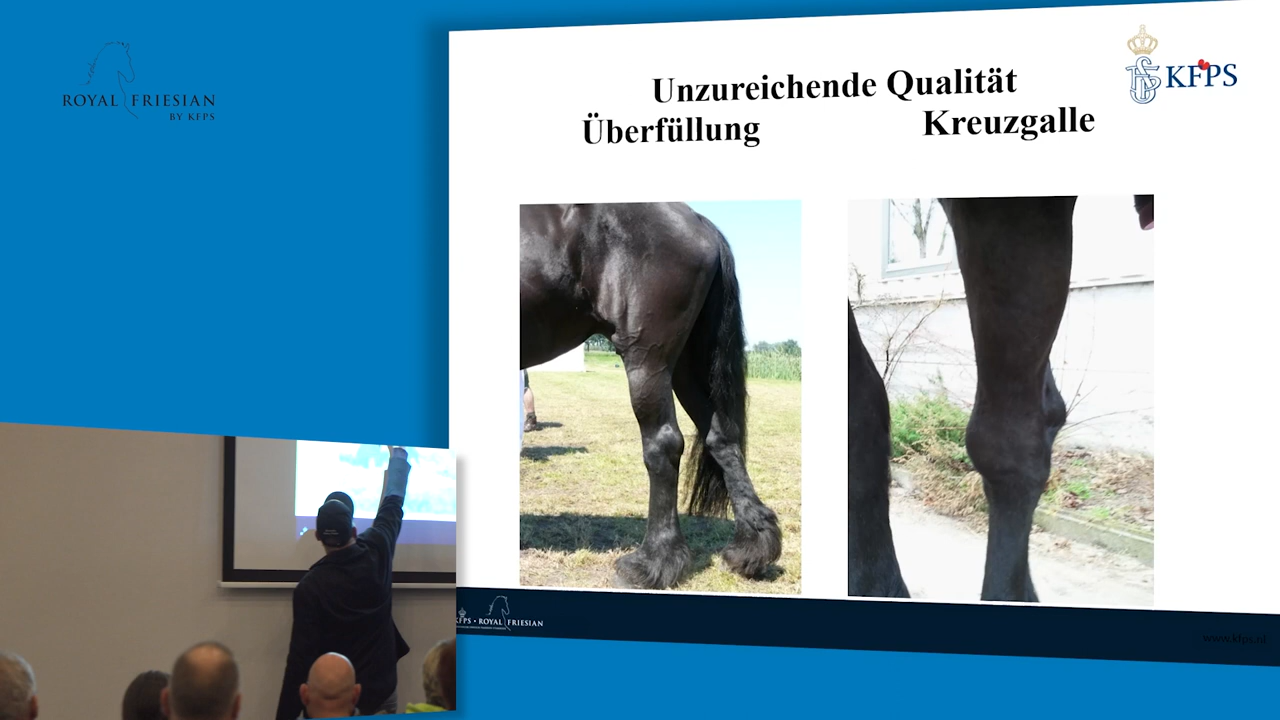 ROYAL FRIESIAN
BY KFPS
KFPS
Unzureichende Qualität
Überfüllung
Kreuzgalle
KFPS • ROYAL FRIESIAN
www.kfps.nl